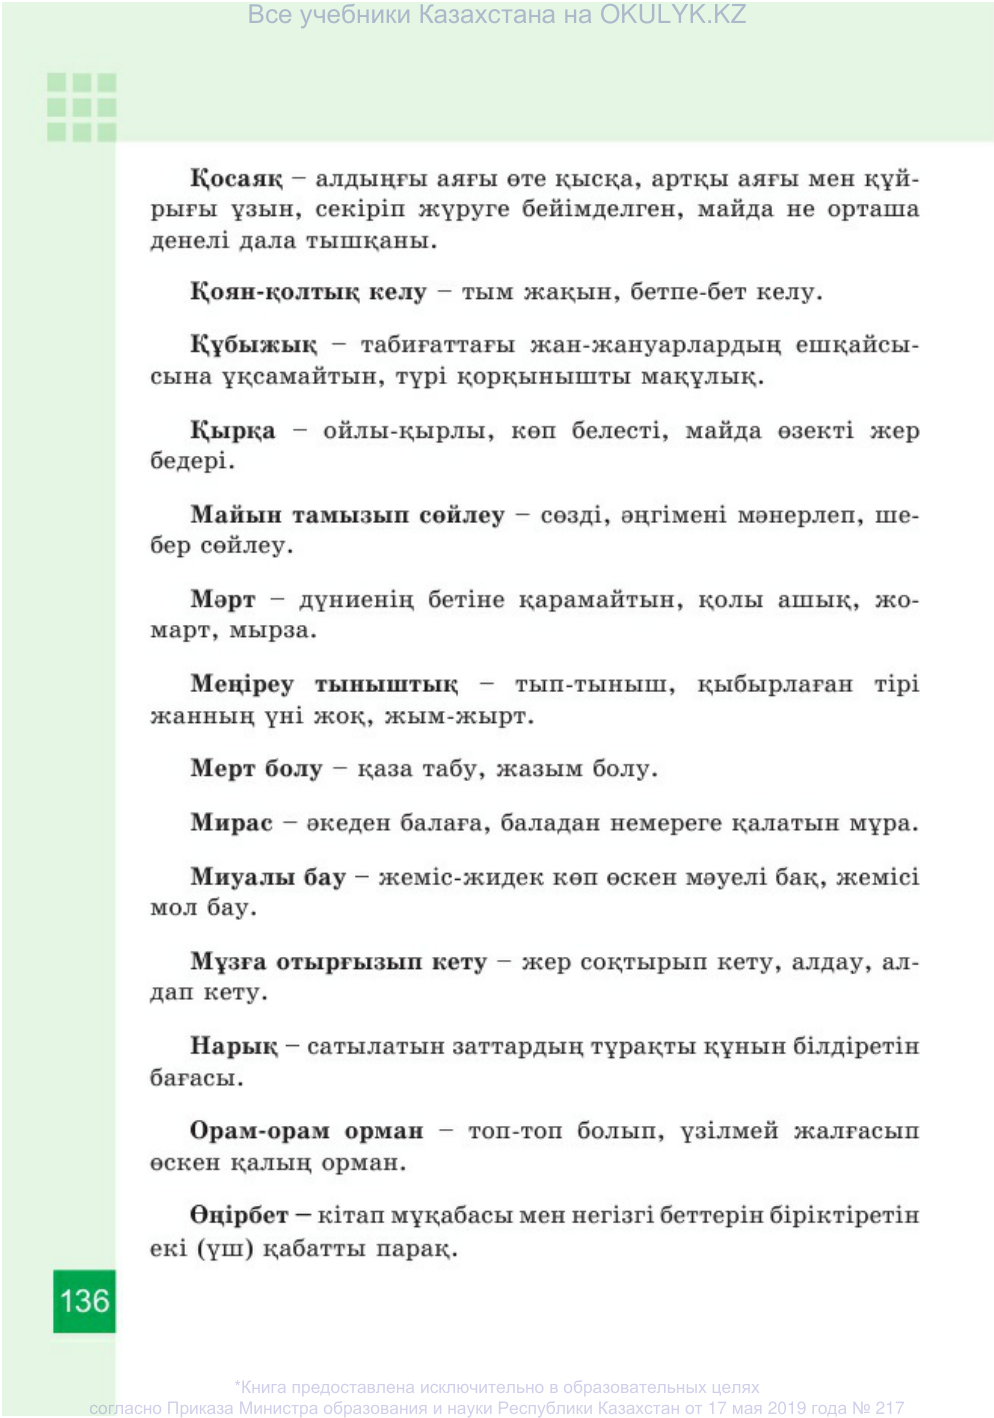 Все учебники Казахстана на OKULYK.KZ
Қосаяқ – алдыңғы аяғы өте қысқа, артқы аяғы мен құй-
рығы ұзын, секіріп жүруге бейімделген, майда не орташа
денелі дала тышқаны.
Қоян-қолтық келу – тым жақын, бетпе-бет келу.
Құбыжық – табиғаттағы жан-жануарлардың ешқайсы-
сына ұқсамайтын, түрі қорқынышты мақұлық.
Қырқа – ойлы-қырлы, көп белесті, майда өзекті жер
бедері.
Майын тамызып сөйлеу – сөзді, әңгімені мәнерлеп, ше-
бер сөйлеу.
Мәрт – дүниенің бетіне қарамайтын, қолы ашық, жо-
март, мырза.
Меңіреу тыныштық – тып-тыныш, қыбырлаған тірі
жанның үні жоқ, жым-жырт.
Мерт болу – қаза табу, жазым болу.
Мирас – әкеден балаға, баладан немереге қалатын мұра.
Миуалы бау – жеміс-жидек көп өскен мәуелі бақ, жемісі
мол бау.
Мұзға отырғызып кету – жер соқтырып кету, алдау, ал-
дап кету.
Нарық – сатылатын заттардың тұрақты құнын білдіретін
бағасы.
Орам-орам орман – топ-топ болып, үзілмей жалғасып
өскен қалың орман.
Өңірбет – кітап мұқабасы мен негізгі беттерін біріктіретін
екі (үш) қабатты парақ.
136
*Книга предоставлена исключительно в образовательных целях
согласно Приказа Министра образования и науки Республики Казахстан от 17 мая 2019 года № 217